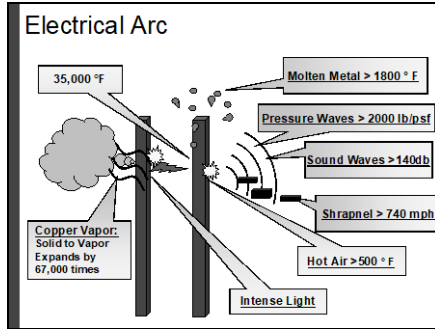 Electrical Arc
35,000 °F
Molten Metal > 1800 ° F
Pressure Waves > 2000 lb/psf
Sound Waves >140db
Shrapnel > 740 mph
Hot Air >500 ° F
Intense Light
Copper Vapor:
Solid to Vapor
Expands by
67,000 times